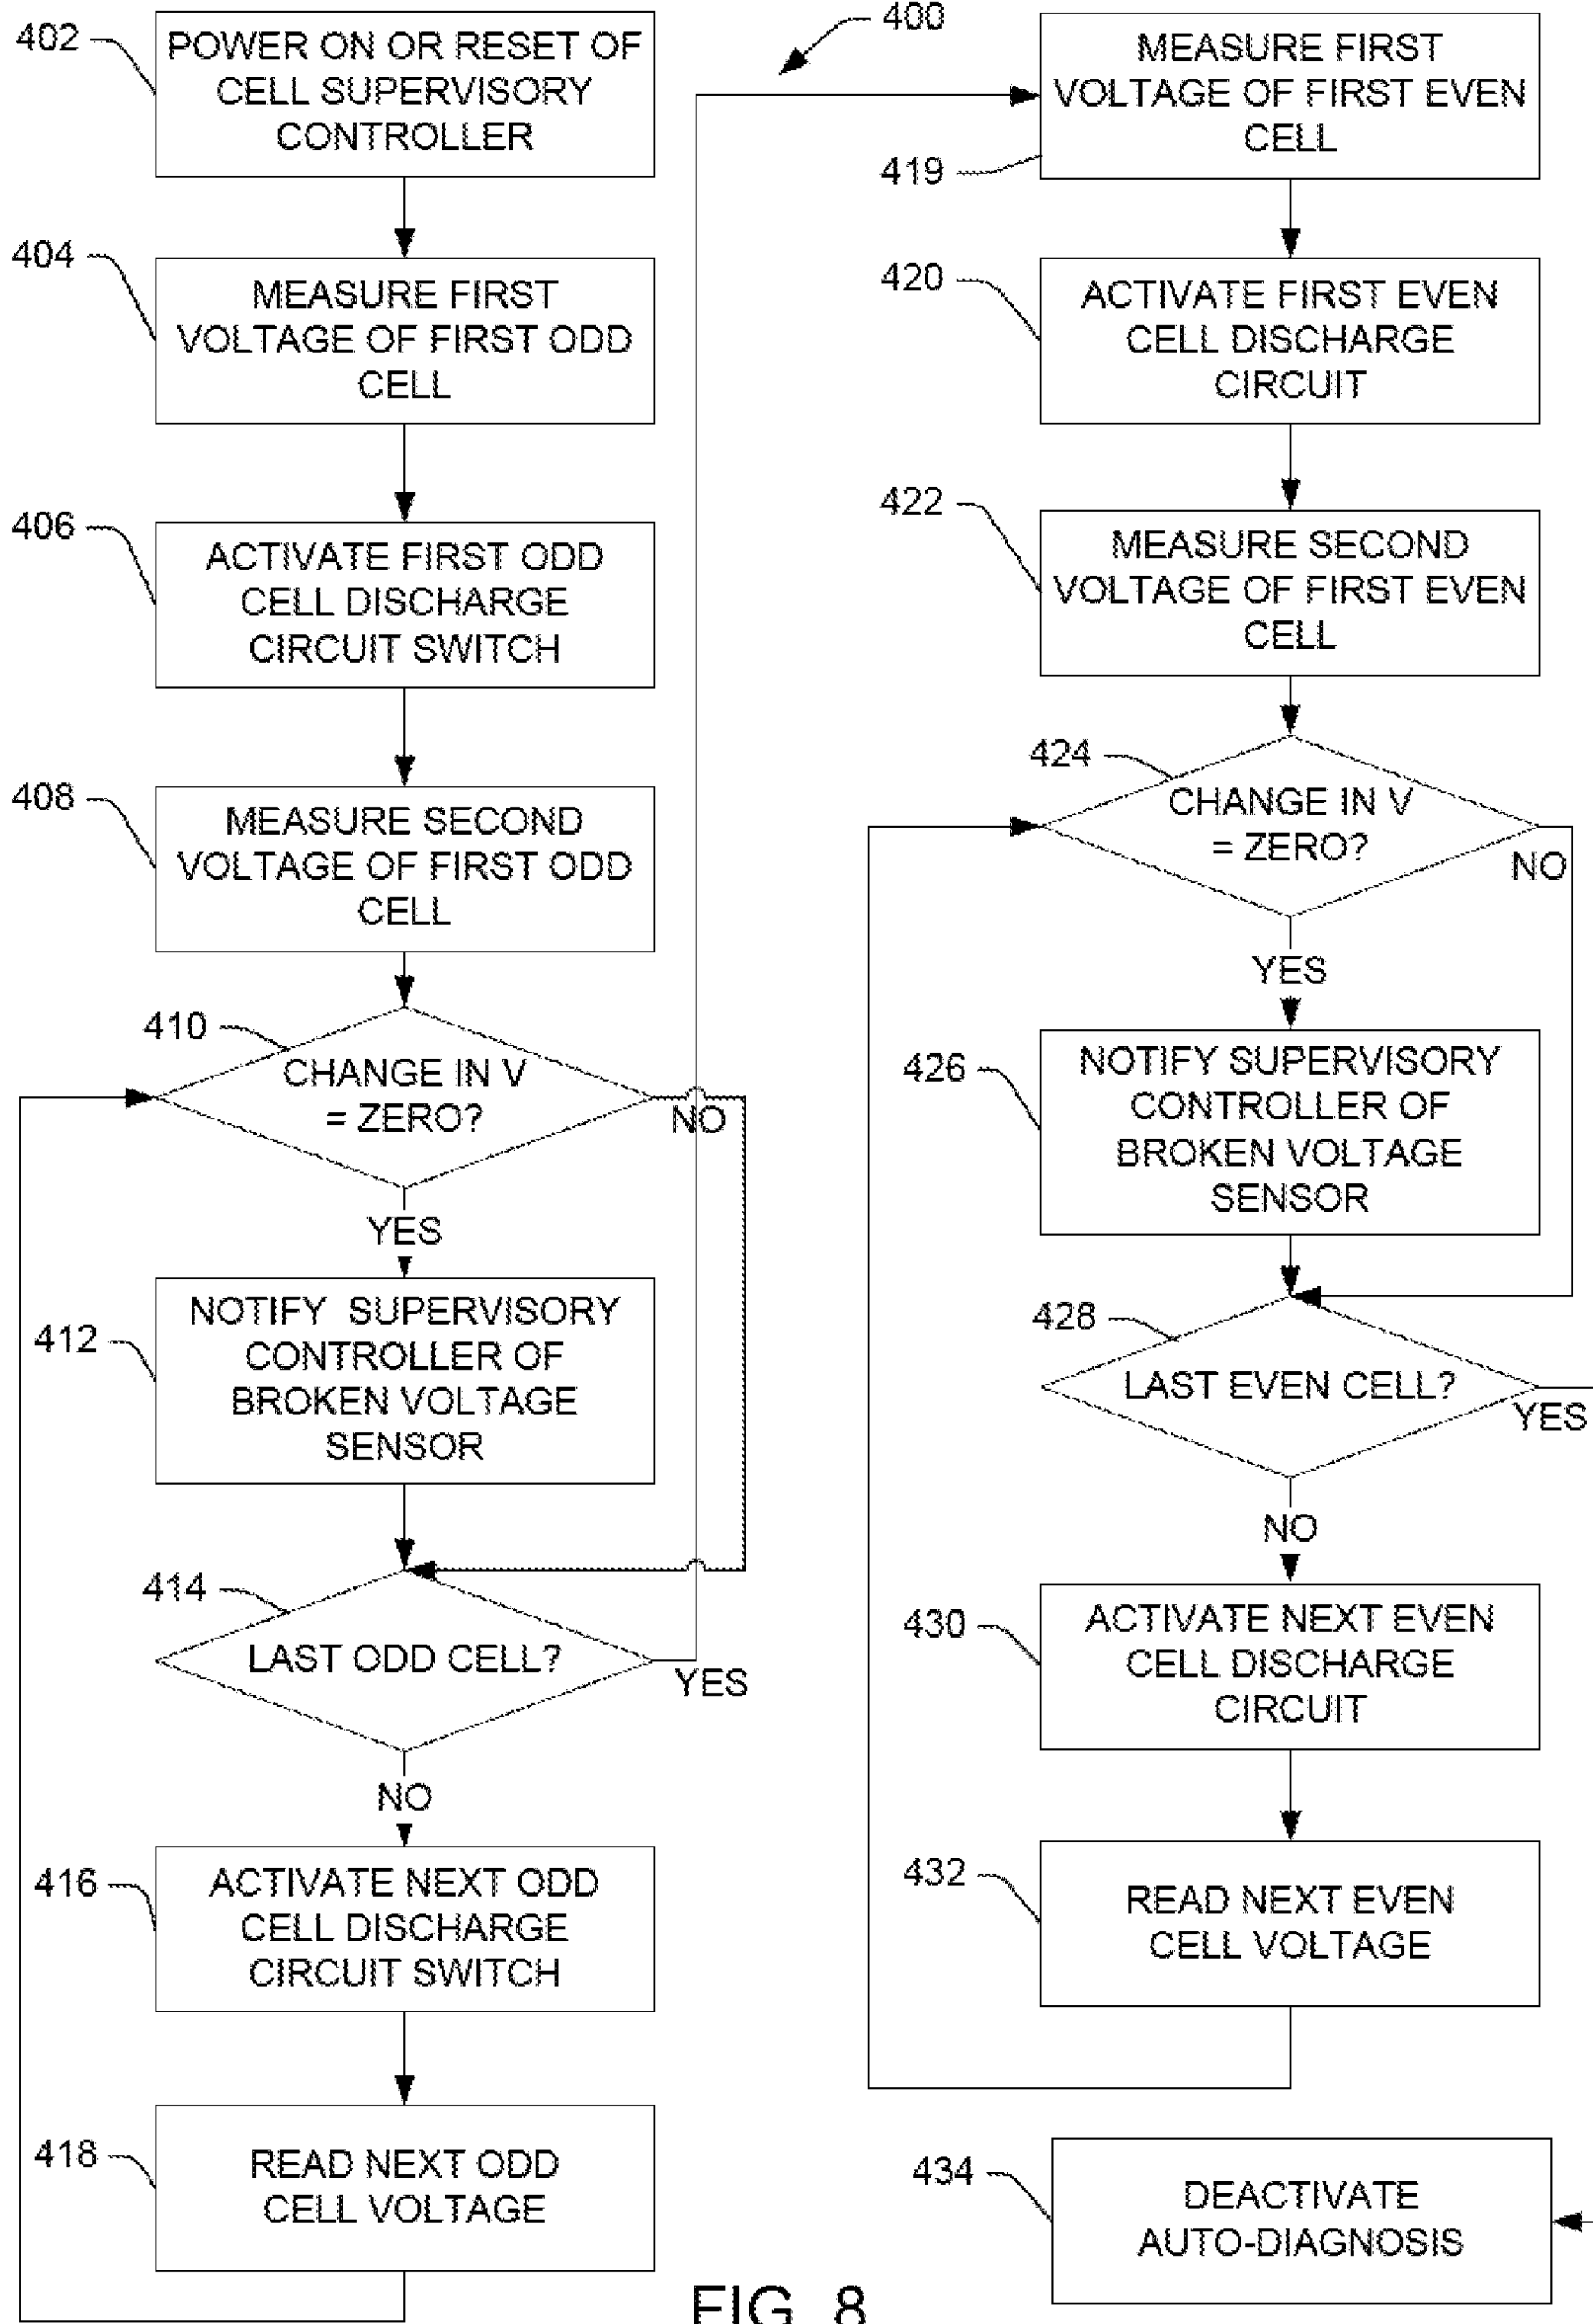 402
POWER ON OR RESET OF
CELL SUPERVISORY
CONTROLLER
404
MEASURE FIRST
VOLTAGE OF FIRST ODD
CELL
406
ACTIVATE FIRST ODD
CELL DISCHARGE
CIRCUIT SWITCH
408
MEASURE SECOND
VOLTAGE OF FIRST ODD
CELL
410
CHANGE IN V
= ZERO?
NO
YES
412
NOTIFY SUPERVISORY
CONTROLLER OF
BROKEN VOLTAGE
SENSOR
414
LAST ODD CELL?
YES
NO
416
ACTIVATE NEXT ODD
CELL DISCHARGE
CIRCUIT SWITCH
418
READ NEXT ODD
CELL VOLTAGE
400
MEASURE FIRST
VOLTAGE OF FIRST EVEN
CELL
419
420
ACTIVATE FIRST EVEN
CELL DISCHARGE
CIRCUIT
422
MEASURE SECOND
VOLTAGE OF FIRST EVEN
CELL
424
CHANGE IN V
= ZERO?
NO
YES
426
NOTIFY SUPERVISORY
CONTROLLER OF
BROKEN VOLTAGE
SENSOR
428
LAST EVEN CELL?
YES
NO
430
ACTIVATE NEXT EVEN
CELL DISCHARGE
CIRCUIT
432
READ NEXT EVEN
CELL VOLTAGE
434
DEACTIVATE
AUTO-DIAGNOSIS
FIG. 8